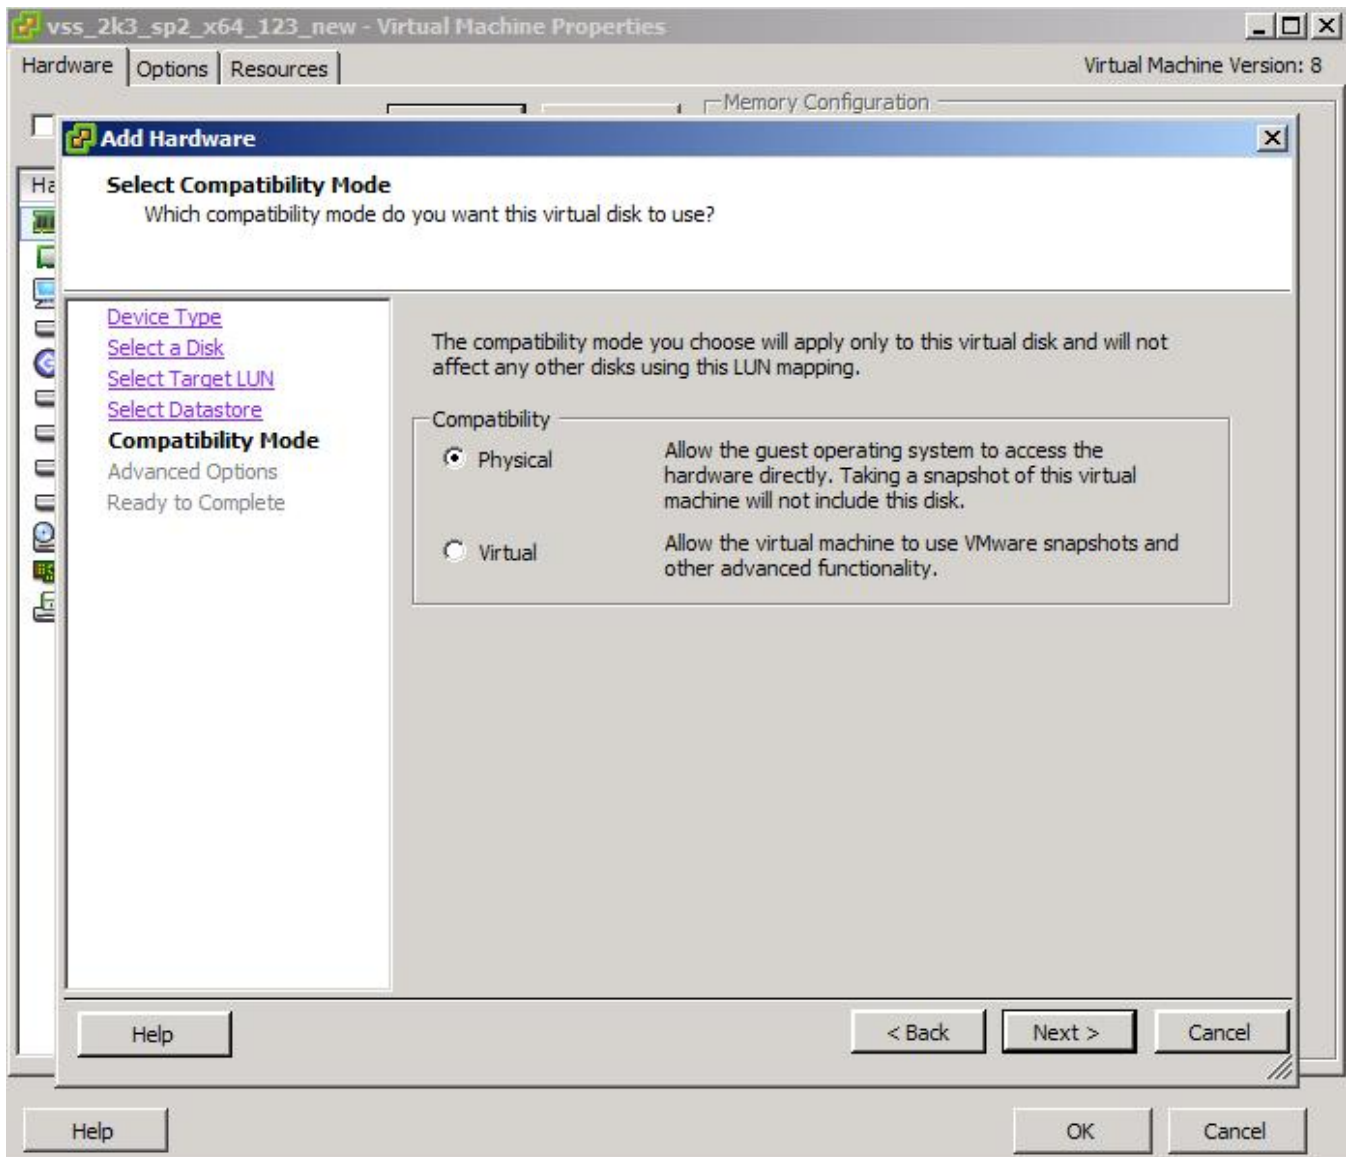 vss_2k3_sp2_x64_123_new - Virtual Machine Properties
Hardware Options Resources
Virtual Machine Version: 8
Memory Configuration
Add Hardware
Ha
Select Compatibility Mode
Which compatibility mode do you want this virtual disk to use?
Device Type
Select a Disk
Select Target LUN
Select Datastore
Compatibility Mode
Advanced Options
Ready to Complete
The compatibility mode you choose will apply only to this virtual disk and will not
affect any other disks using this LUN mapping.
Compatibility
Physical
Allow the guest operating system to access the
hardware directly. Taking a snapshot of this virtual
machine will not include this disk.
Virtual
Allow the virtual machine to use VMware snapshots and
other advanced functionality.
Help
< Back
Next >
Cancel
Help
OK
Cancel